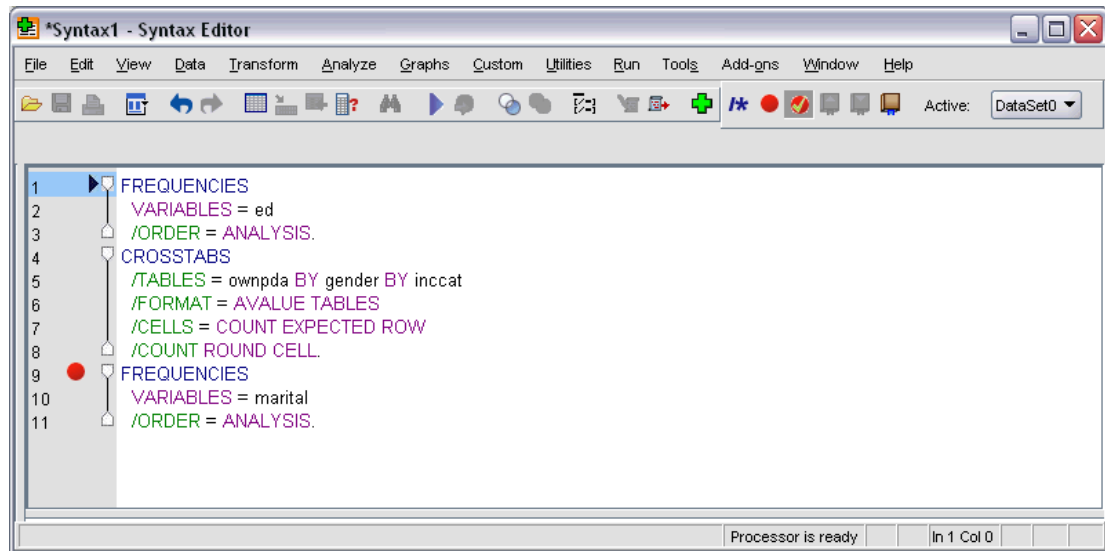 *Syntax1 - Syntax Editor
File Edit View Data Transform Analyze Graphs Custom Utilities Run Tools Add-ons Window Help
Active: DataSet0
1 FREQUENCIES
2 VARIABLES = ed
3 /ORDER = ANALYSIS.
4 CROSSTABS
5 /TABLES = ownpda BY gender BY inccat
6 /FORMAT = AVALUE TABLES
7 /CELLS = COUNT EXPECTED ROW
8 /COUNT ROUND CELL.
9 FREQUENCIES
10 VARIABLES = marital
11 /ORDER = ANALYSIS.
Processor is ready In 1 Col 0